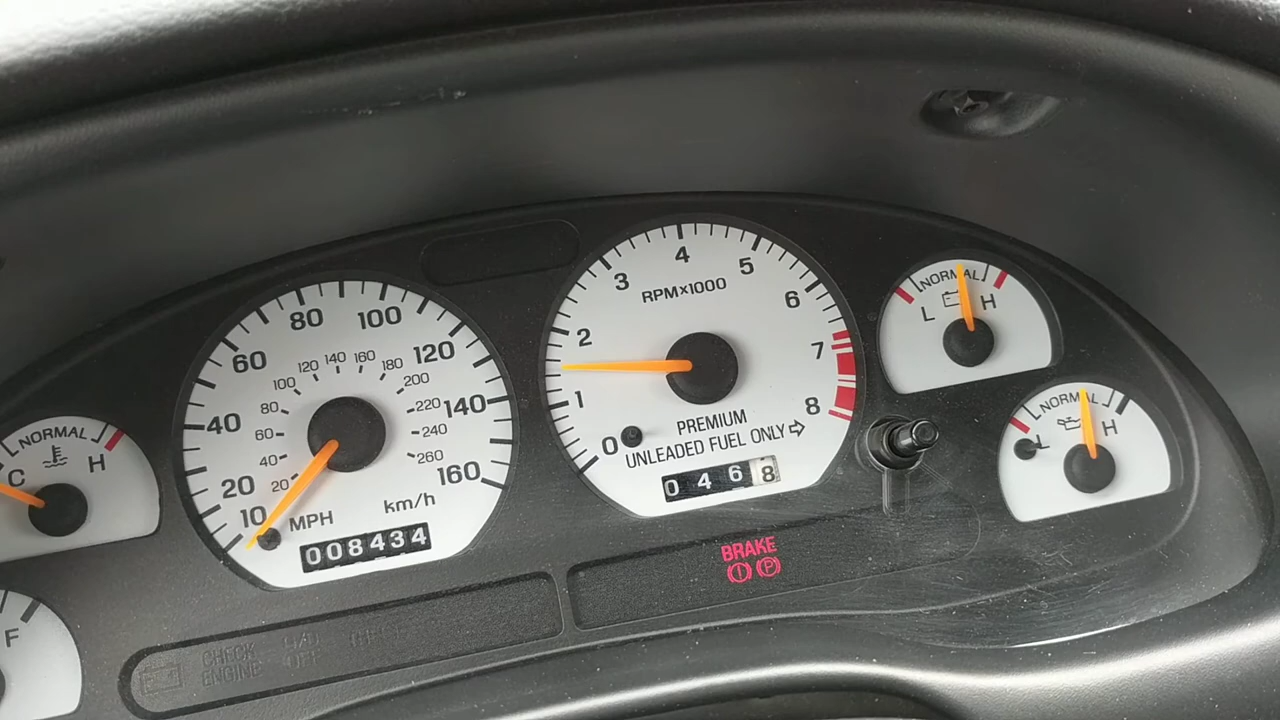 NORMAL
C
H
F
80
100
60
120
40
140
20
160
10
120
140
160
100
180
80
200
60
220
40
240
20
260
MPH
km/h
008434
4
3
5
RPM×1000
2
6
1
7
0
8
PREMIUM
UNLEADED FUEL ONLY
0468
BRAKE
P
NORMAL
L
H
NORMAL
L
H
CHECK
ENGINE
O/D
OFF